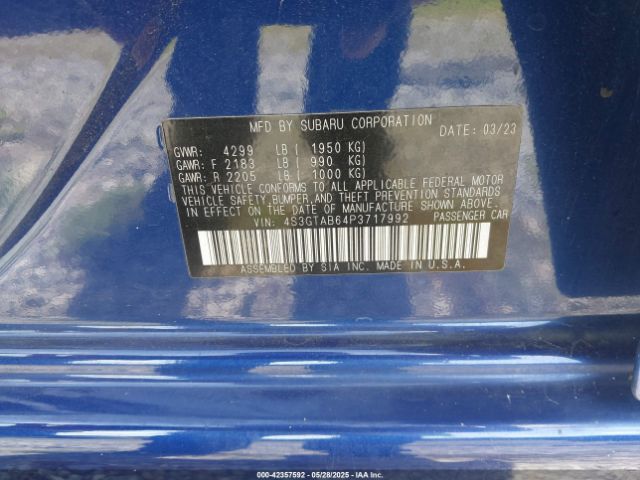 MFD BY SUBARU CORPORATION DATE: 03/23
GVWR: 4299 LB ( 1950 KG)
GAWR: F 2183 LB ( 990 KG)
GAWR: R 2205 LB ( 1000 KG)
THIS VEHICLE CONFORMS TO ALL APPLICABLE FEDERAL MOTOR
VEHICLE SAFETY, BUMPER, AND THEFT PREVENTION STANDARDS
IN EFFECT ON THE DATE OF MANUFACTURE SHOWN ABOVE.
VIN: 4S3GTAB64P3717992 PASSENGER CAR
ASSEMBLED BY SIA INC. MADE IN U.S.A.
00-42357592 - 05/28/2025 - IAAI.COM